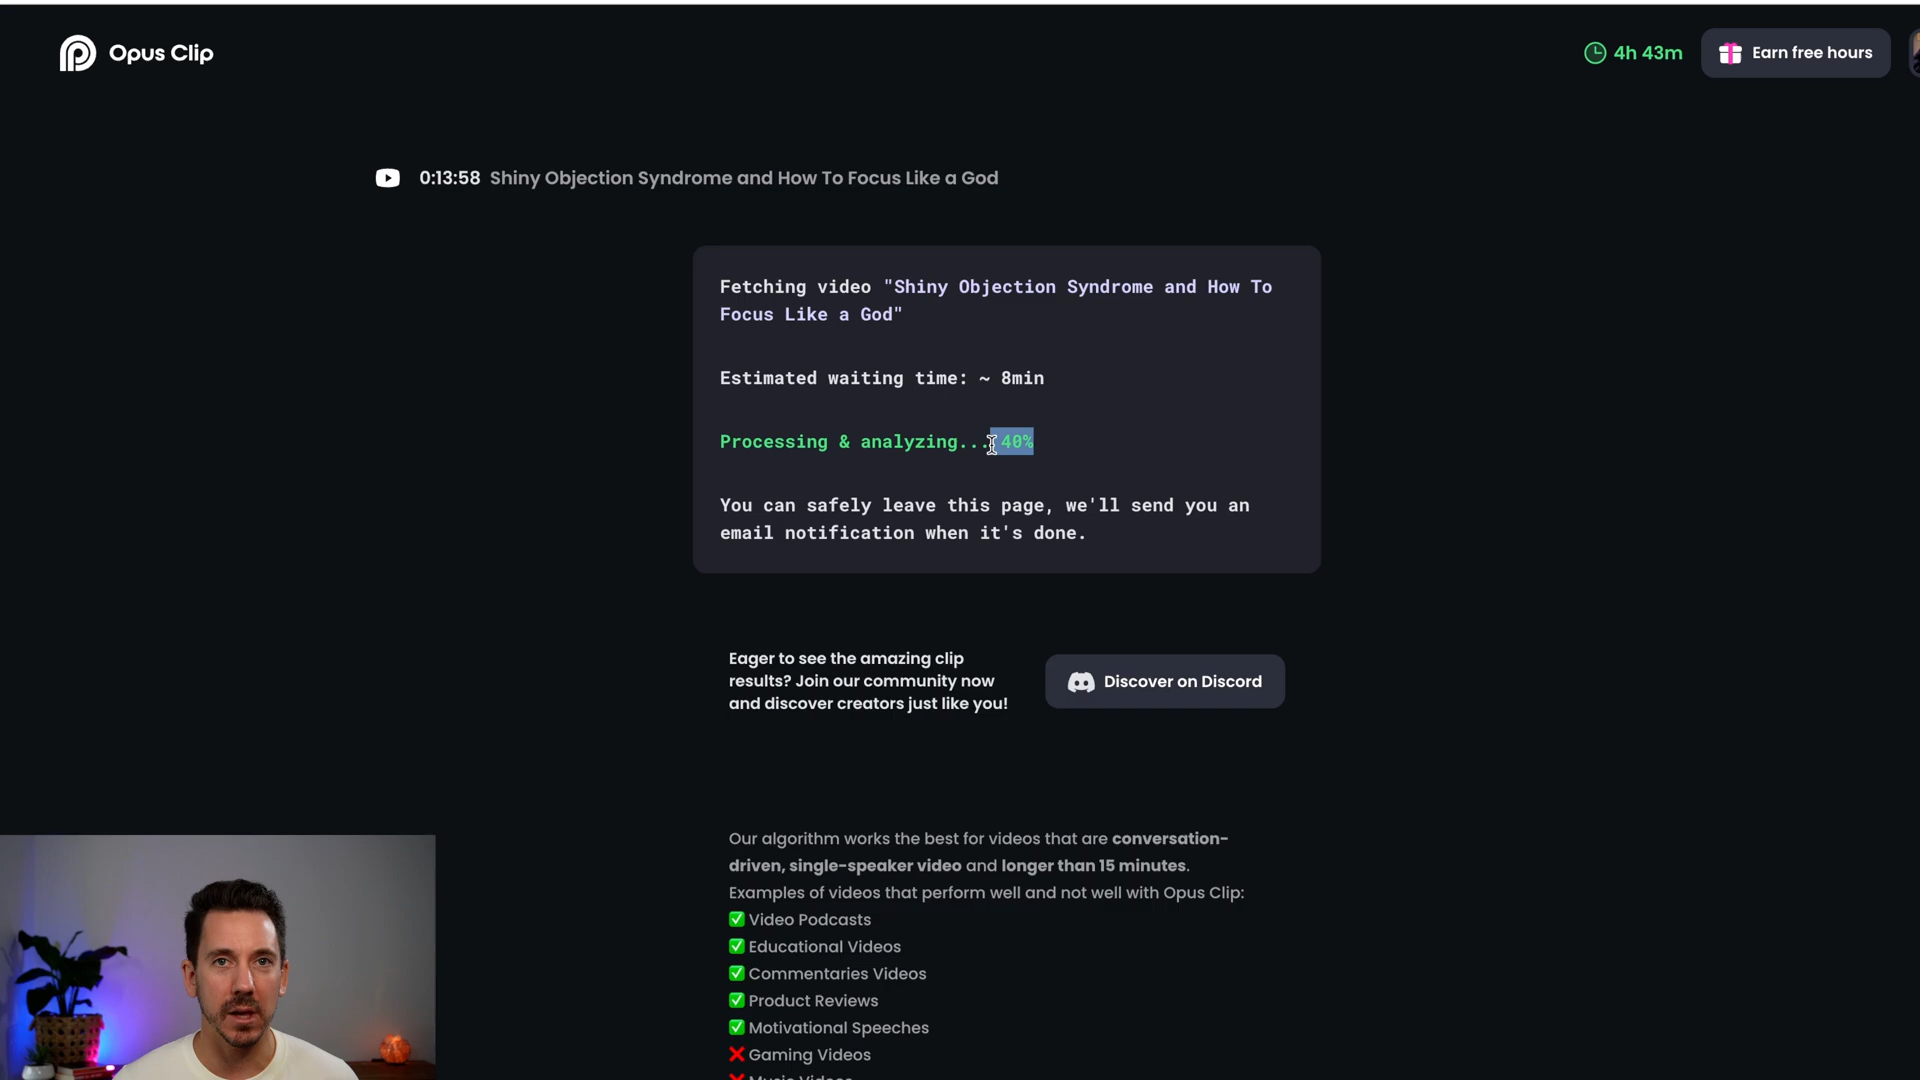 Opus Clip
4h 43m
Earn free hours
0:13:58 Shiny Objection Syndrome and How To Focus Like a God
Fetching video "Shiny Objection Syndrome and How To
Focus Like a God"
Estimated waiting time: ~ 8min
Processing & analyzing... 40%
You can safely leave this page, we'll send you an
email notification when it's done.
Eager to see the amazing clip
results? Join our community now
and discover creators just like you!
Discover on Discord
Our algorithm works the best for videos that are conversation-
driven, single-speaker video and longer than 15 minutes.
Examples of videos that perform well and not well with Opus Clip:
✅ Video Podcasts
✅ Educational Videos
✅ Commentaries Videos
✅ Product Reviews
✅ Motivational Speeches
❌ Gaming Videos
❌ Music Videos